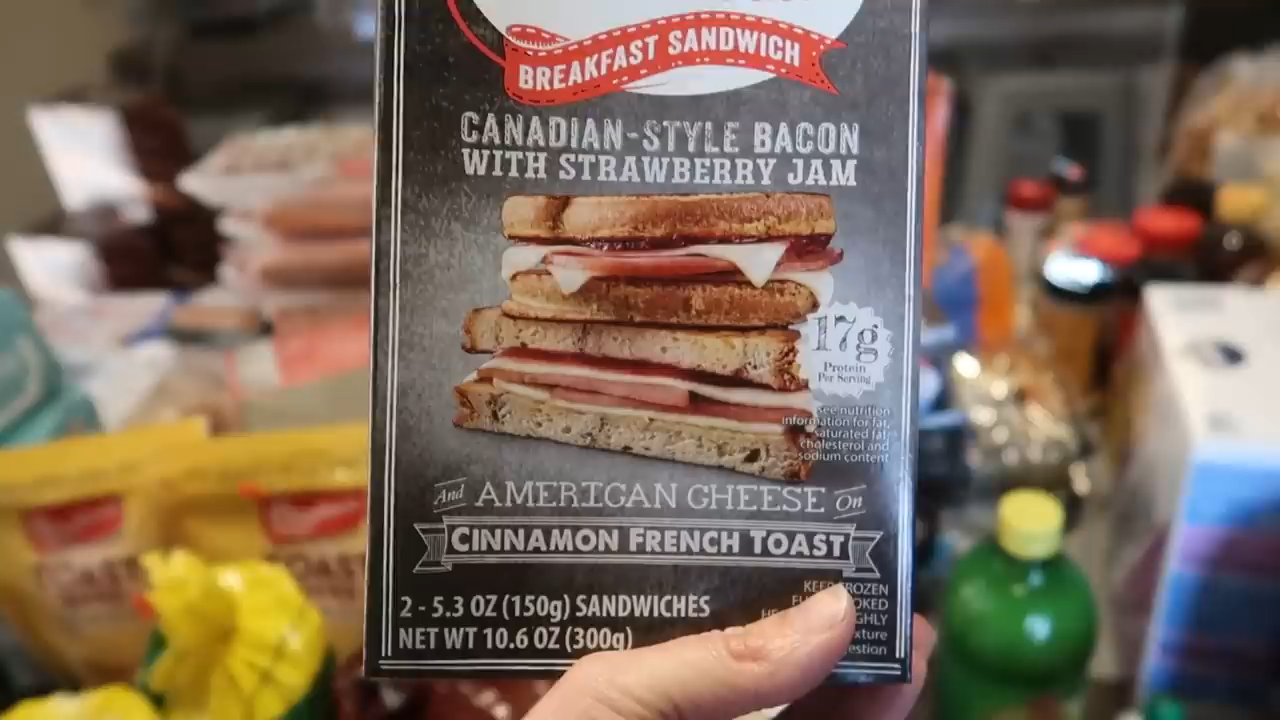 BREAKFAST SANDWICH
CANADIAN-STYLE BACON
WITH STRAWBERRY JAM
17g
Protein
Per Serving
see nutrition
information for fat,
saturated fat,
cholesterol and
sodium content
And AMERICAN CHEESE On
CINNAMON FRENCH TOAST
2 - 5.3 OZ (150g) SANDWICHES
NET WT 10.6 OZ (300g)
KEEP FROZEN